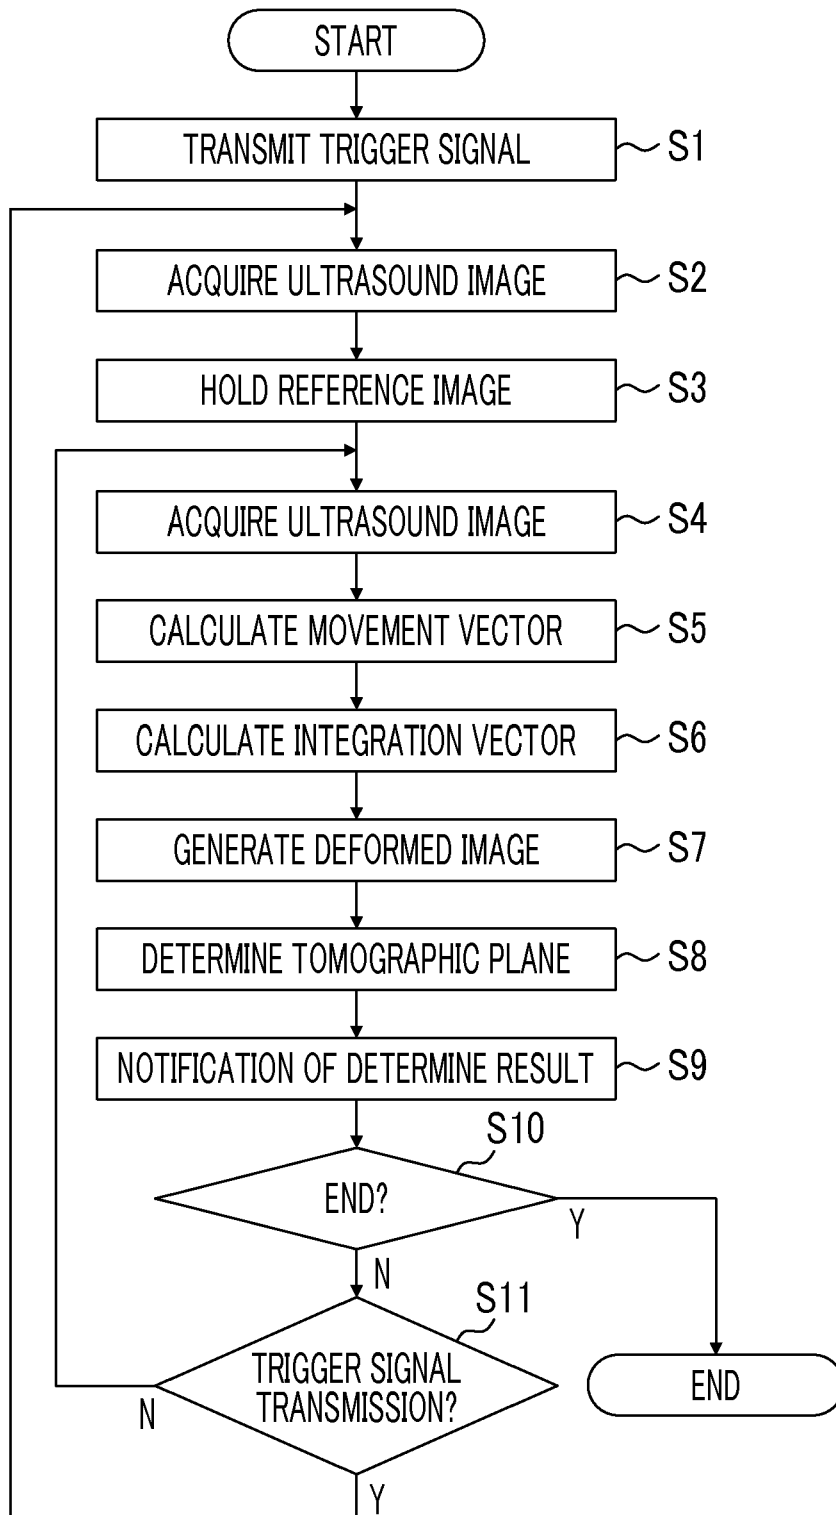 START
TRANSMIT TRIGGER SIGNAL S1
ACQUIRE ULTRASOUND IMAGE S2
HOLD REFERENCE IMAGE S3
ACQUIRE ULTRASOUND IMAGE S4
CALCULATE MOVEMENT VECTOR S5
CALCULATE INTEGRATION VECTOR S6
GENERATE DEFORMED IMAGE S7
DETERMINE TOMOGRAPHIC PLANE S8
NOTIFICATION OF DETERMINE RESULT S9
S10
END?
Y
N
S11
TRIGGER SIGNAL
TRANSMISSION?
N
Y
END